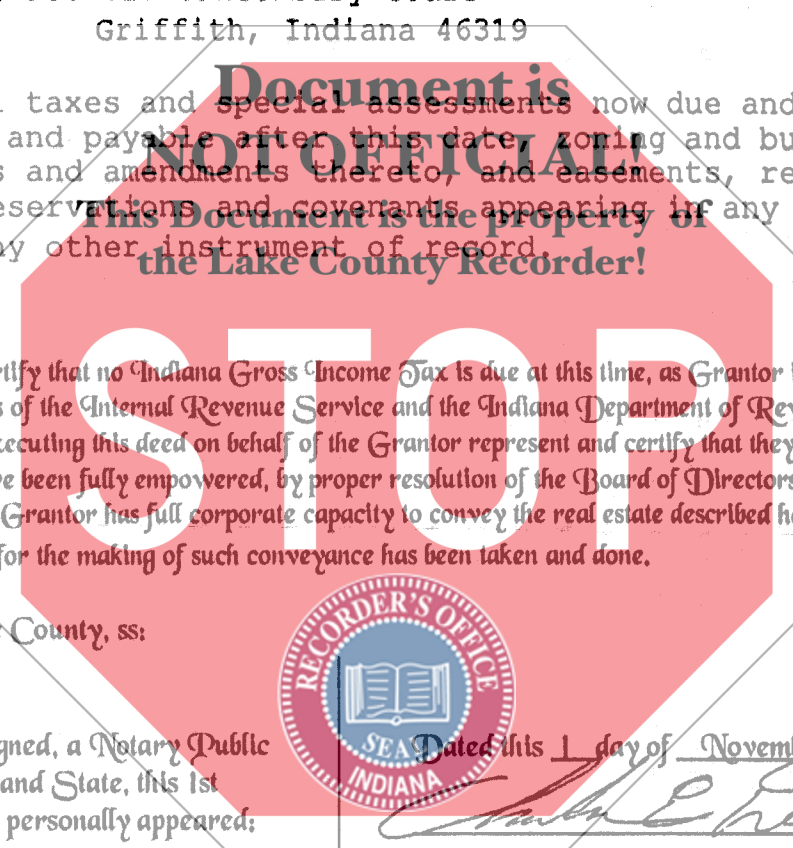 Griffith, Indiana 46319
Document is
taxes and special assessments now due and
and payable after this date, zoning and bu
NOT OFFICIAL!
s and amendments thereto, and easements, re
eservations and covenants appearing in any
This Document is the property of
ny other instrument of record.
the Lake County Recorder!
STOP
rtify that no Indiana Gross Income Tax is due at this time, as Grantor
s of the Internal Revenue Service and the Indiana Department of Rev
xecuting this deed on behalf of the Grantor represent and certify that they
ve been fully empowered, by proper resolution of the Board of Directors
Grantor has full corporate capacity to convey the real estate described h
for the making of such conveyance has been taken and done.
County, ss:
RECORDER'S OFFICE
SEAL
INDIANA
gned, a Notary Public
Dated this 1 day of Novem
and State, this 1st
personally appeared: